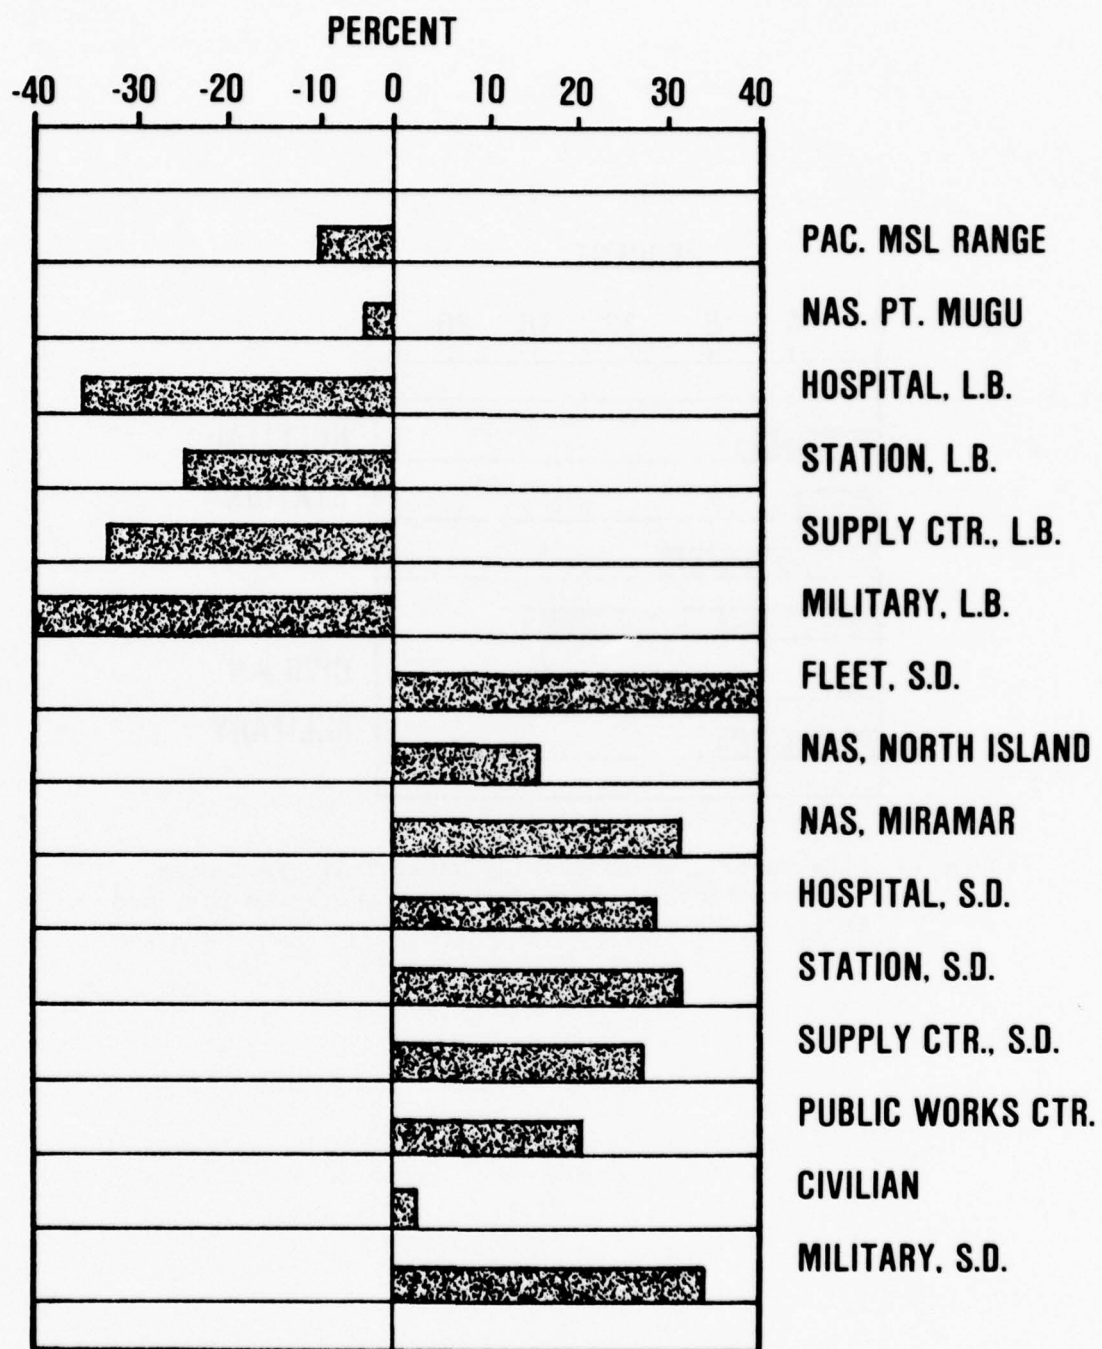 PERCENT
-40 -30 -20 -10 0 10 20 30 40
PAC. MSL RANGE
NAS. PT. MUGU
HOSPITAL, L.B.
STATION, L.B.
SUPPLY CTR., L.B.
MILITARY, L.B.
FLEET, S.D.
NAS, NORTH ISLAND
NAS, MIRAMAR
HOSPITAL, S.D.
STATION, S.D.
SUPPLY CTR., S.D.
PUBLIC WORKS CTR.
CIVILIAN
MILITARY, S.D.